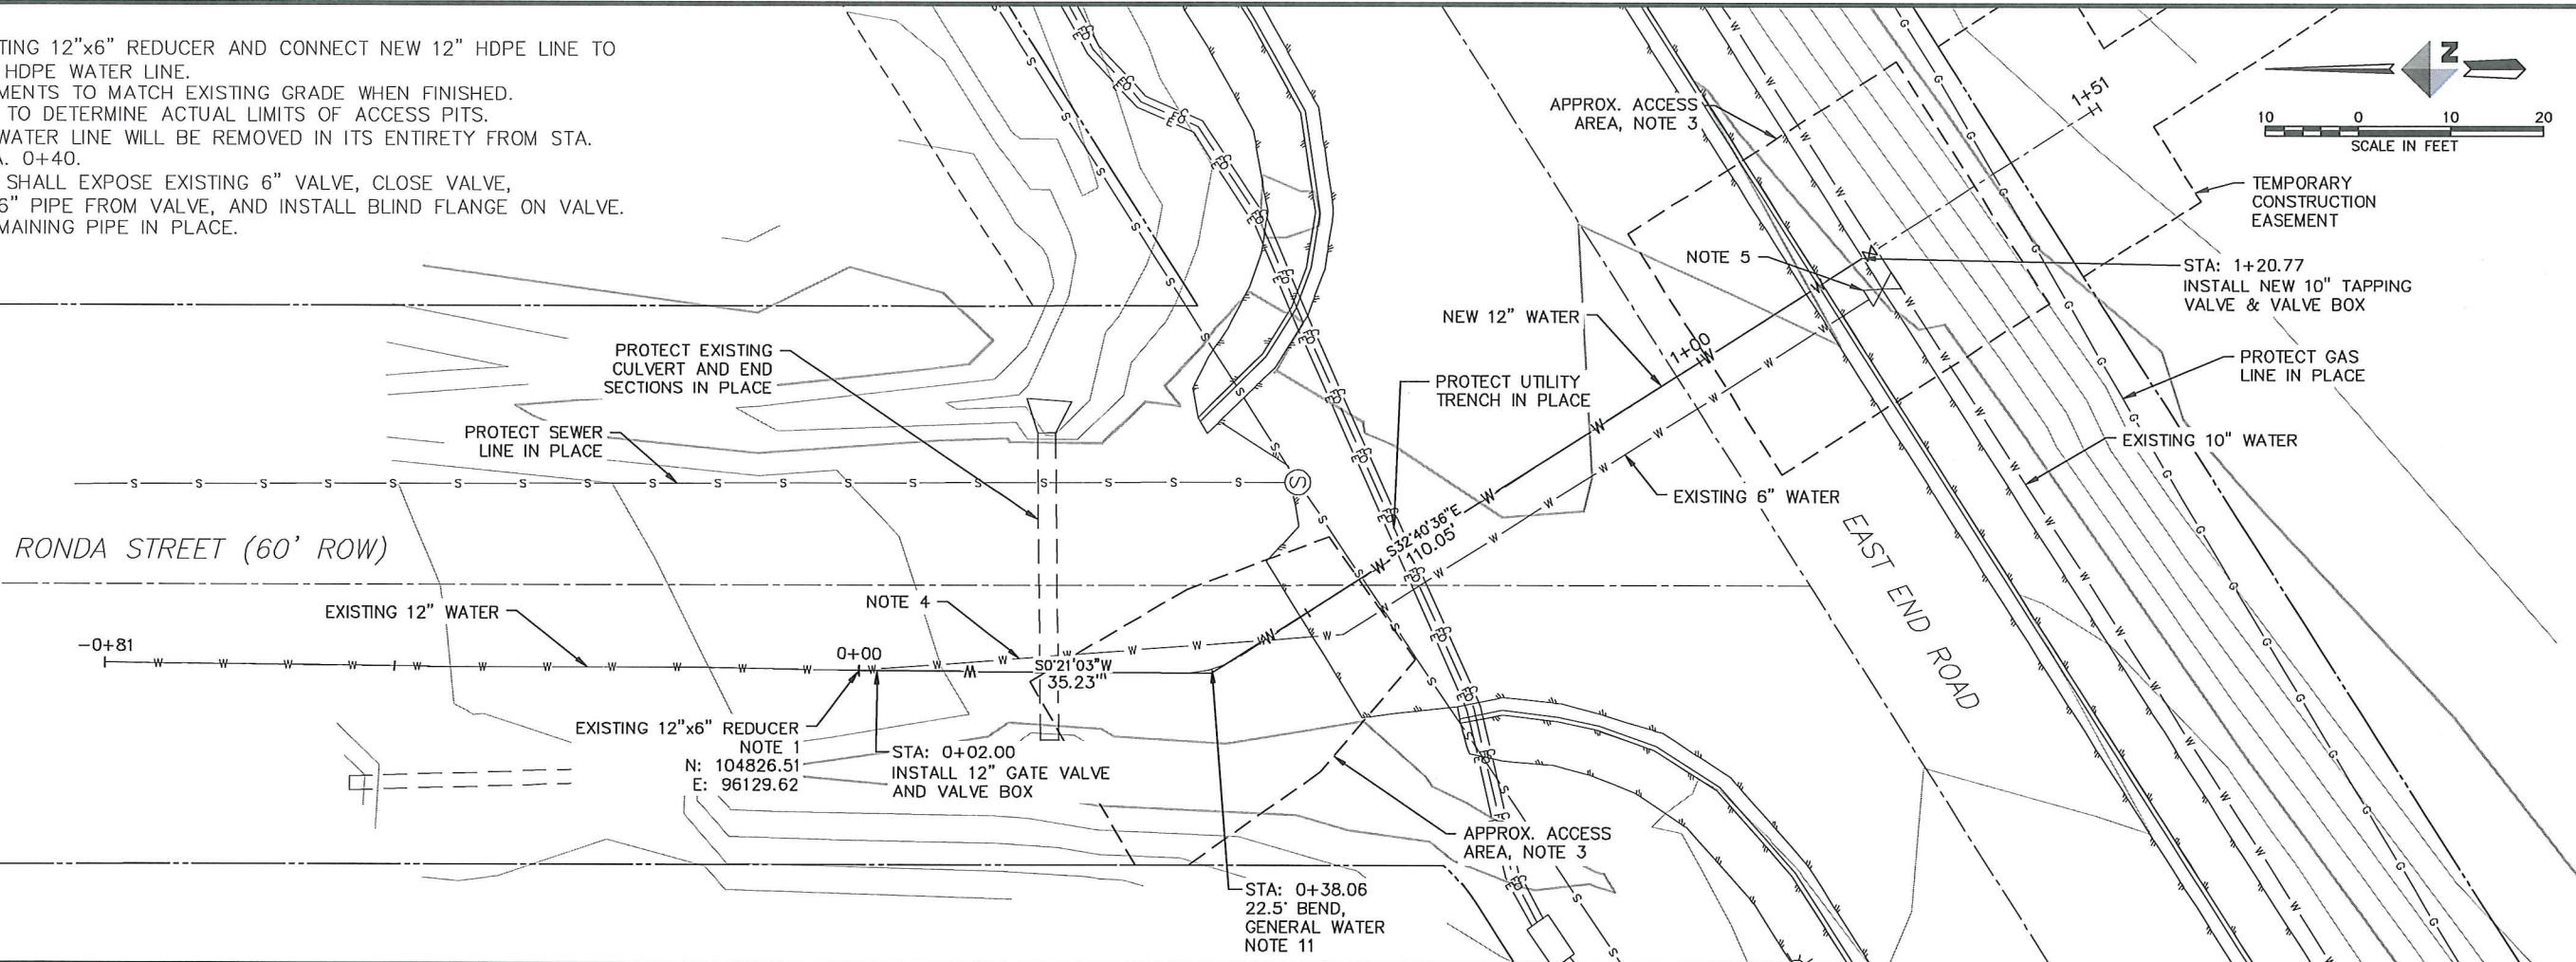 TING 12"x6" REDUCER AND CONNECT NEW 12" HDPE LINE TO
HDPE WATER LINE.
MENTS TO MATCH EXISTING GRADE WHEN FINISHED.
TO DETERMINE ACTUAL LIMITS OF ACCESS PITS.
WATER LINE WILL BE REMOVED IN ITS ENTIRETY FROM STA.
A. 0+40.
SHALL EXPOSE EXISTING 6" VALVE, CLOSE VALVE,
6" PIPE FROM VALVE, AND INSTALL BLIND FLANGE ON VALVE.
MAINING PIPE IN PLACE.
Z
10 0 10 20
SCALE IN FEET
1+51
APPROX. ACCESS
AREA, NOTE 3
TEMPORARY
CONSTRUCTION
EASEMENT
NOTE 5
STA: 1+20.77
INSTALL NEW 10" TAPPING
VALVE & VALVE BOX
NEW 12" WATER
1+00
PROTECT EXISTING
CULVERT AND END
SECTIONS IN PLACE
PROTECT UTILITY
TRENCH IN PLACE
PROTECT GAS
LINE IN PLACE
PROTECT SEWER
LINE IN PLACE
EXISTING 10" WATER
EXISTING 6" WATER
S
S32°40'36"E
110.05'
RONDA STREET (60' ROW)
EAST END ROAD
EXISTING 12" WATER
NOTE 4
-0+81
0+00
S0°21'03"W
35.23'
EXISTING 12"x6" REDUCER
NOTE 1
N: 104826.51
E: 96129.62
STA: 0+02.00
INSTALL 12" GATE VALVE
AND VALVE BOX
APPROX. ACCESS
AREA, NOTE 3
STA: 0+38.06
22.5° BEND,
GENERAL WATER
NOTE 11